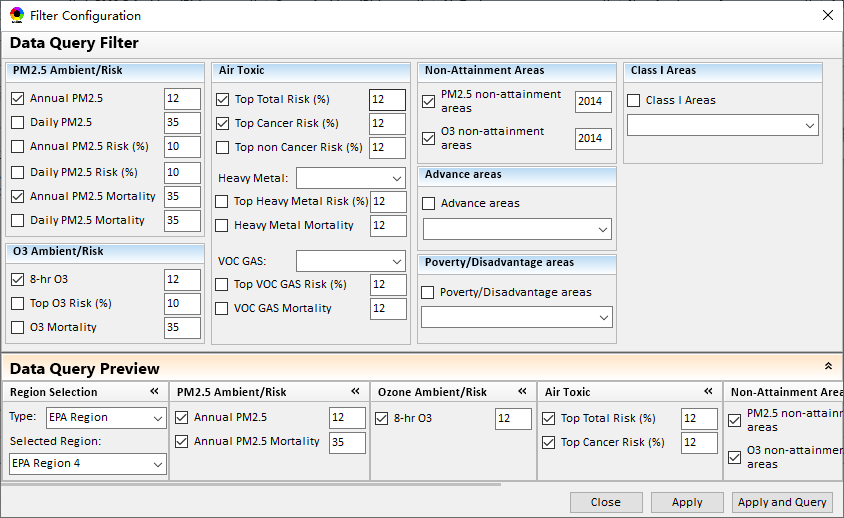 Filter Configuration
Data Query Filter
PM2.5 Ambient/Risk
Annual PM2.5 12
Daily PM2.5 35
Annual PM2.5 Risk (%) 10
Daily PM2.5 Risk (%) 10
Annual PM2.5 Mortality 35
Daily PM2.5 Mortality 35
O3 Ambient/Risk
8-hr O3 12
Top O3 Risk (%) 10
O3 Mortality 35
Air Toxic
Top Total Risk (%) 12
Top Cancer Risk (%) 12
Top non Cancer Risk (%) 12
Heavy Metal:
Top Heavy Metal Risk (%) 12
Heavy Metal Mortality 12
VOC GAS:
Top VOC GAS Risk (%) 12
VOC GAS Mortality 12
Non-Attainment Areas
PM2.5 non-attainment
areas 2014
O3 non-attainment
areas 2014
Advance areas
Advance areas
Poverty/Disadvantage areas
Poverty/Disadvantage areas
Class I Areas
Class I Areas
Data Query Preview
Region Selection
Type: EPA Region
Selected Region:
EPA Region 4
PM2.5 Ambient/Risk
Annual PM2.5 12
Annual PM2.5 Mortality 35
Ozone Ambient/Risk
8-hr O3 12
Air Toxic
Top Total Risk (%) 12
Top Cancer Risk (%) 12
Non-Attainment Area
PM2.5 non-attainm
areas
O3 non-attainmer
areas
Close Apply Apply and Query